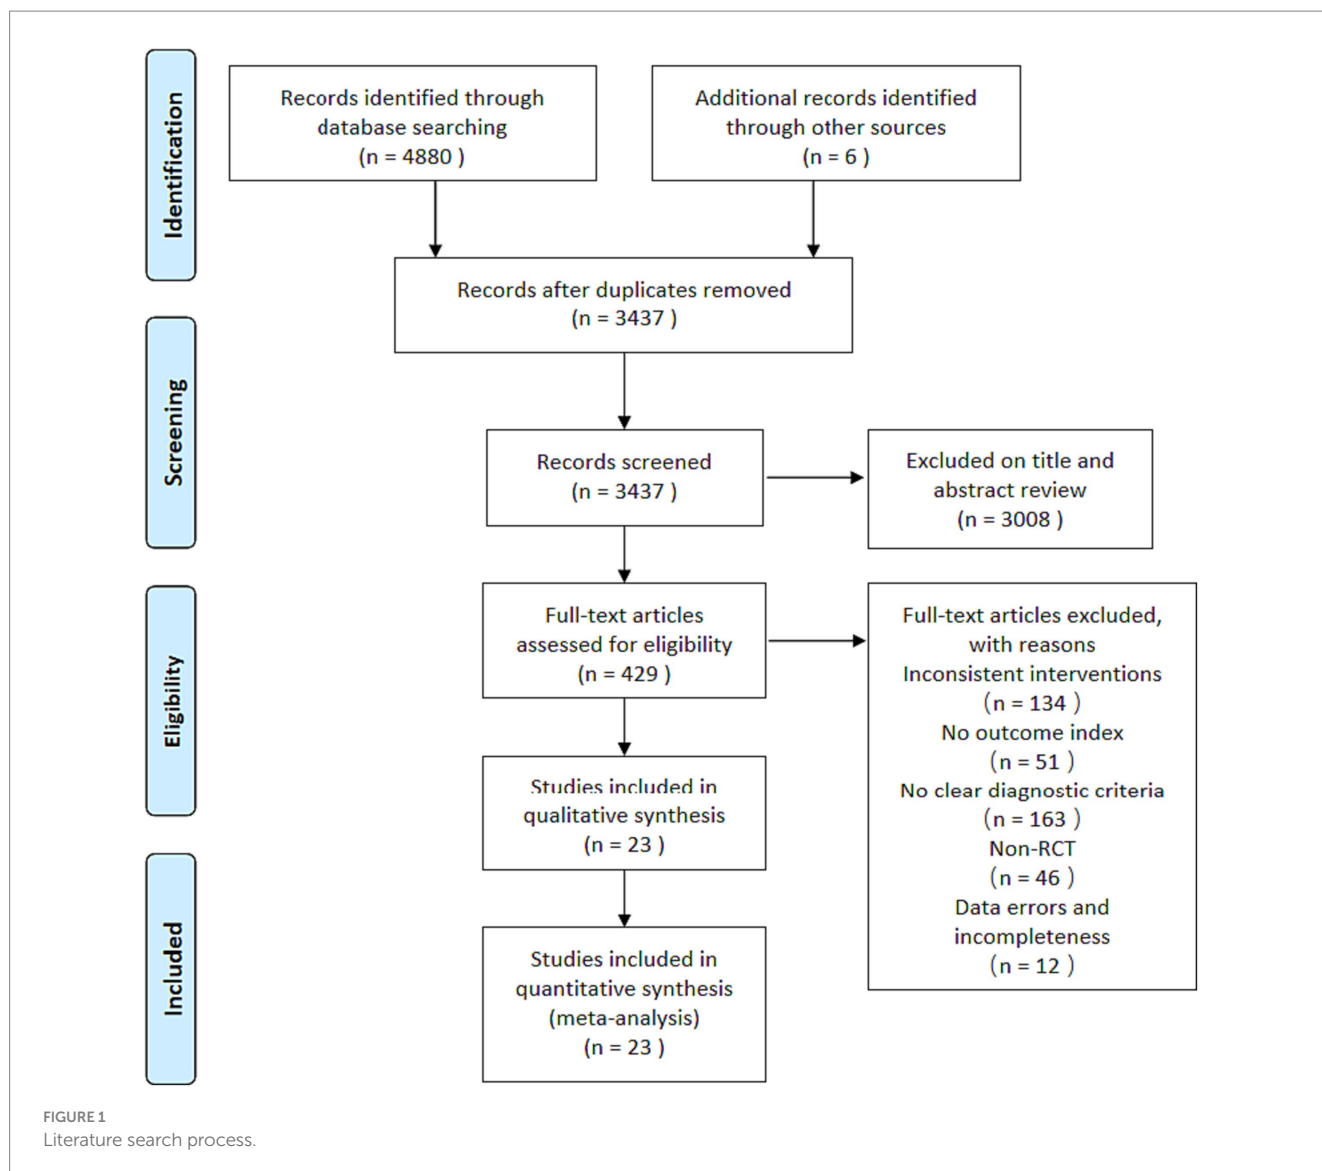 Identification
Records identified through
database searching
(n = 4880 )
Additional records identified
through other sources
(n = 6 )
Records after duplicates removed
(n = 3437 )
Screening
Records screened
(n = 3437 )
Excluded on title and
abstract review
(n = 3008 )
Eligibility
Full-text articles
assessed for eligibility
(n = 429 )
Full-text articles excluded,
with reasons
Inconsistent interventions
（n = 134 ）
No outcome index
（n = 51 ）
No clear diagnostic criteria
（n = 163 ）
Non-RCT
（n = 46 ）
Data errors and
incompleteness
（n = 12 ）
Studies included in
qualitative synthesis
(n = 23 )
Included
Studies included in
quantitative synthesis
(meta-analysis)
(n = 23 )
FIGURE 1
Literature search process.